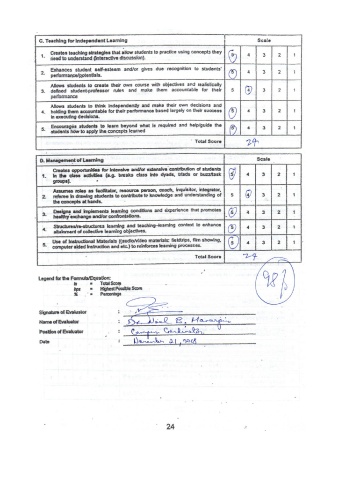 C. Teaching for Independent Learning Scale
1. Creates teaching strategies that allow students to practice using concepts they need to understand (interactive discussion). 5 4 3 2 1
2. Enhances student self-esteem and/or gives due recognition to students' performance/potentials. 5 4 3 2 1
3. Allows students to create their own course with objectives and realistically defined student-professor rules and make them accountable for their performance 5 4 3 2 1
4. Allows students to think independently and make their own decisions and holding them accountable for their performance based largely on their success in executing decisions. 5 4 3 2 1
5. Encourages students to learn beyond what is required and help/guide the students how to apply the concepts learned 5 4 3 2 1
Total Score 24
D. Management of Learning Scale
1. Creates opportunities for intensive and/or extensive contribution of students in the class activities (e.g. breaks class into dyads, triads or buzz/task groups). 5 4 3 2 1
2. Assumes roles as facilitator, resource person, coach, inquisitor, integrator, referee in drawing students to contribute to knowledge and understanding of the concepts at hands. 5 4 3 2 1
3. Designs and implements learning conditions and experience that promotes healthy exchange and/or confrontations. 5 4 3 2 1
4. Structures/re-structures learning and teaching-learning context to enhance attainment of collective learning objectives. 5 4 3 2 1
5. Use of Instructional Materials (audio/video materials: fieldtrips, film showing, computer aided instruction and etc.) to reinforces learning processes. 5 4 3 2 1
Total Score 24
98%
Legend for the Formula/Equation:
ts = Total Score
hps = Highest Possible Score
% = Percentage
Signature of Evaluator :
Name of Evaluator : Dr. E.
Position of Evaluator : Campus
Date : 21, 2018
24